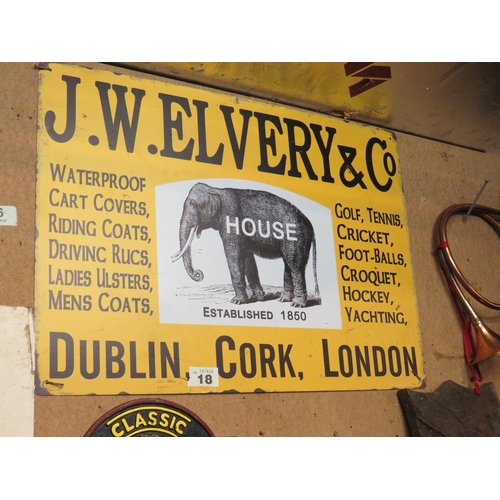 J.W.ELVERY & Co
WATERPROOF
CART COVERS,
RIDING COATS,
DRIVINC RUCS,
LADIES ULSTERS,
MENS COATS,
HOUSE
ESTABLISHED 1850
GOLF, TENNIS,
CRICKET,
FOOT-BALLS,
CROQUET,
HOCKEY,
YACHTING,
DUBLIN, CORK, LONDON
18
CLASSIC